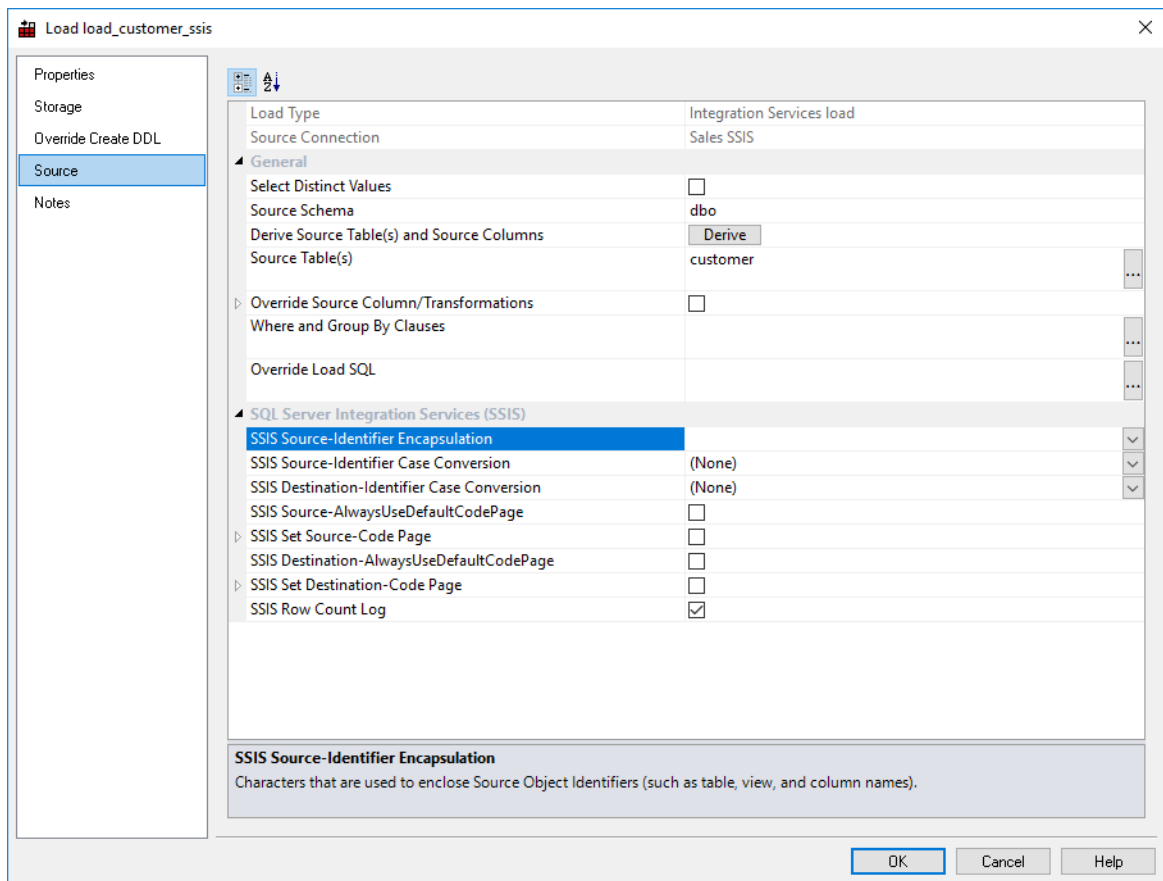 Load load_customer_ssis
Properties
Storage
Override Create DDL
Source
Notes
Load Type Integration Services load
Source Connection Sales SSIS
General
Select Distinct Values
Source Schema dbo
Derive Source Table(s) and Source Columns Derive
Source Table(s) customer
...
Override Source Column/Transformations
Where and Group By Clauses
...
Override Load SQL
...
SQL Server Integration Services (SSIS)
SSIS Source-Identifier Encapsulation
SSIS Source-Identifier Case Conversion (None)
SSIS Destination-Identifier Case Conversion (None)
SSIS Source-AlwaysUseDefaultCodePage
SSIS Set Source-Code Page
SSIS Destination-AlwaysUseDefaultCodePage
SSIS Set Destination-Code Page
SSIS Row Count Log
SSIS Source-Identifier Encapsulation
Characters that are used to enclose Source Object Identifiers (such as table, view, and column names).
OK Cancel Help